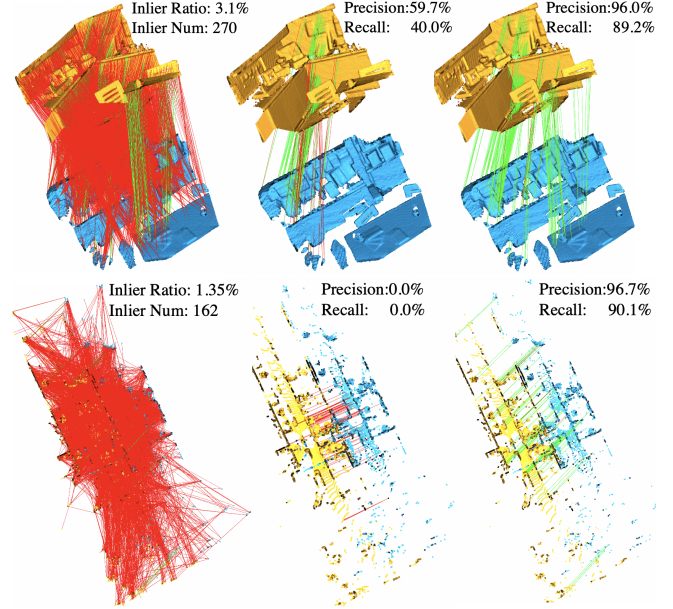 Inlier Ratio: 3.1%
Inlier Num: 270
Precision:59.7%
Recall: 40.0%
Precision:96.0%
Recall: 89.2%
Inlier Ratio: 1.35%
Inlier Num: 162
Precision:0.0%
Recall: 0.0%
Precision:96.7%
Recall: 90.1%